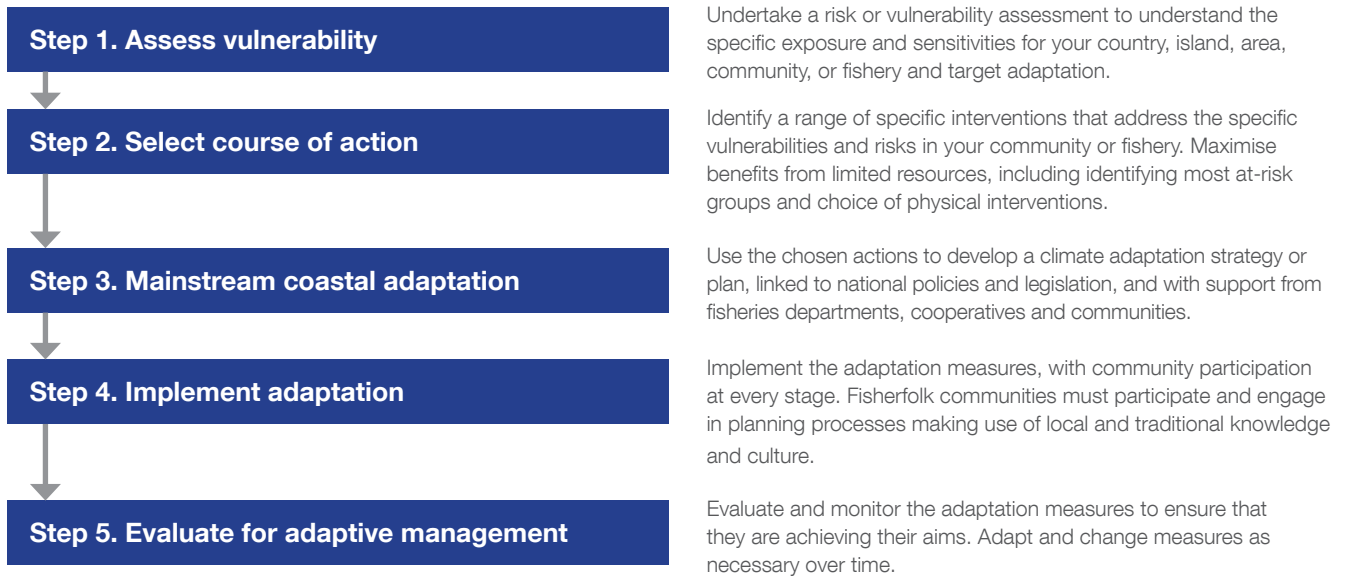 Step 1. Assess vulnerability
Undertake a risk or vulnerability assessment to understand the
specific exposure and sensitivities for your country, island, area,
community, or fishery and target adaptation.
Step 2. Select course of action
Identify a range of specific interventions that address the specific
vulnerabilities and risks in your community or fishery. Maximise
benefits from limited resources, including identifying most at-risk
groups and choice of physical interventions.
Step 3. Mainstream coastal adaptation
Use the chosen actions to develop a climate adaptation strategy or
plan, linked to national policies and legislation, and with support from
fisheries departments, cooperatives and communities.
Step 4. Implement adaptation
Implement the adaptation measures, with community participation
at every stage. Fisherfolk communities must participate and engage
in planning processes making use of local and traditional knowledge
and culture.
Step 5. Evaluate for adaptive management
Evaluate and monitor the adaptation measures to ensure that
they are achieving their aims. Adapt and change measures as
necessary over time.